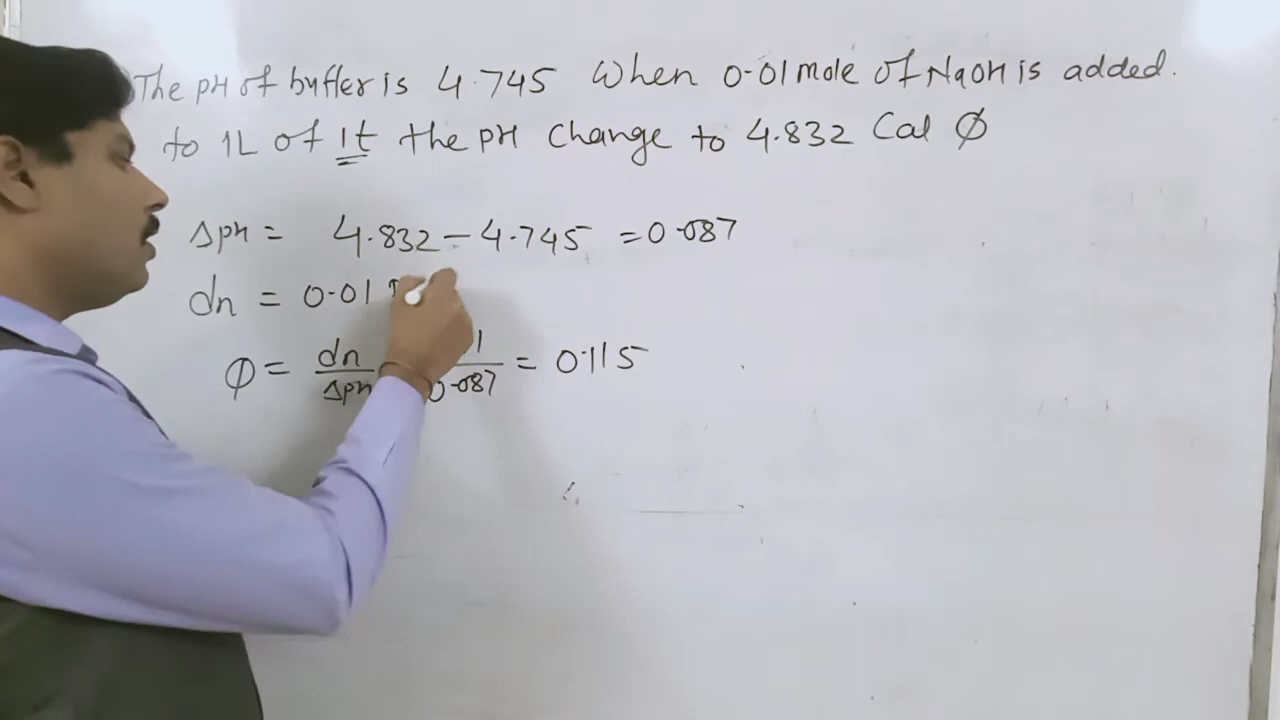 The pH of buffer is 4.745 When 0.01 mole of NaOH is added.
to 1L of 1t the pH Change to 4.832 Cal Ø
ΔpH = 4.832 - 4.745 = 0.087
dn = 0.01
Ø = dn/ΔpH 1/0.087 = 0.115